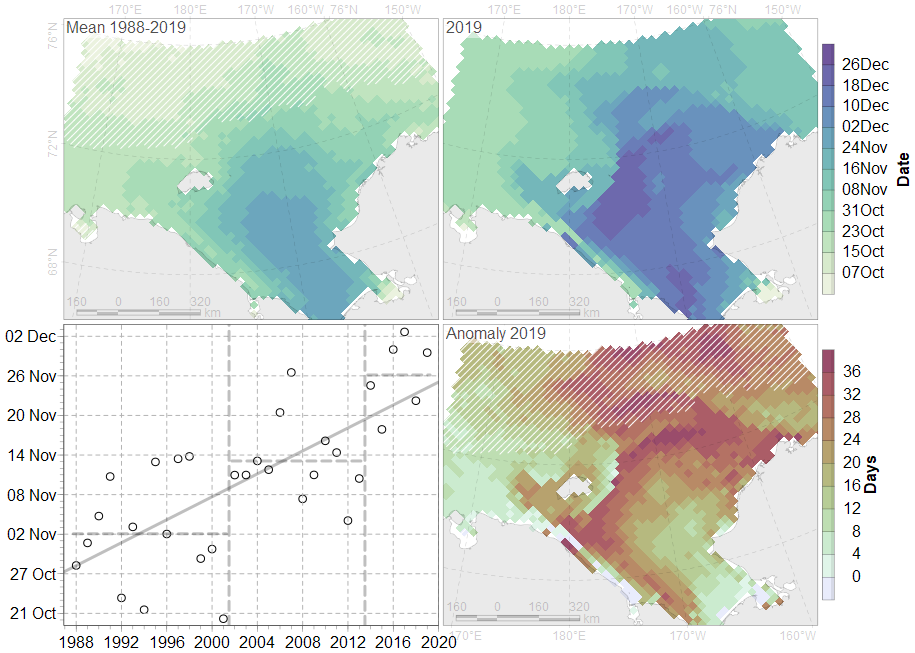 170°E 180°E 170°W 160°W 76°N 150°W
170°E 180°E 170°W 160°W 76°N 150°W
Mean 1988-2019
2019
76°N
72°N
68°N
160 0 160 320
km
160 0 160 320
km
26Dec
18Dec
10Dec
02Dec
24Nov
16Nov
08Nov
31Oct
23Oct
15Oct
07Oct
Date
02 Dec
26 Nov
20 Nov
14 Nov
08 Nov
02 Nov
27 Oct
21 Oct
1988 1992 1996 2000 2004 2008 2012 2016 2020
Anomaly 2019
160 0 160 320
km
170°E 180°E 170°W 160°W
36
32
28
24
20
16
12
8
4
0
Days